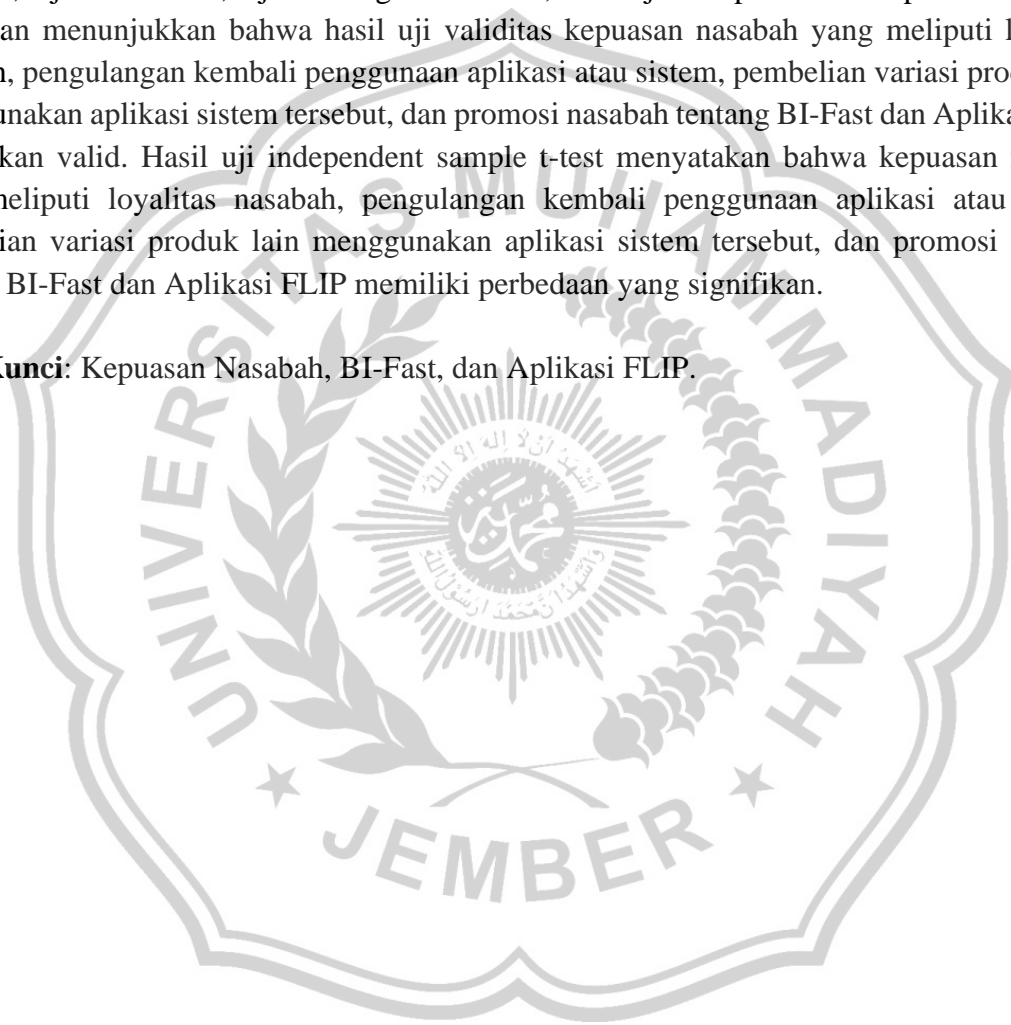 an menunjukkan bahwa hasil uji validitas kepuasan nasabah yang meliputi
pengulangan kembali penggunaan aplikasi atau sistem, pembelian variasi
aplikasi sistem tersebut, dan promosi nasabah tentang BI-Fast dan
kan valid. Hasil uji independent sample t-test menyatakan bahwa kepuasan
meliputi loyalitas nasabah, pengulangan kembali penggunaan aplikasi atau
ian variasi produk lain menggunakan aplikasi sistem tersebut, dan promosi
BI-Fast dan Aplikasi FLIP memiliki perbedaan yang signifikan.
Kunci: Kepuasan Nasabah, BI-Fast, dan Aplikasi FLIP.
UNIVERSITAS MUHAMMADIYAH
JEMBER